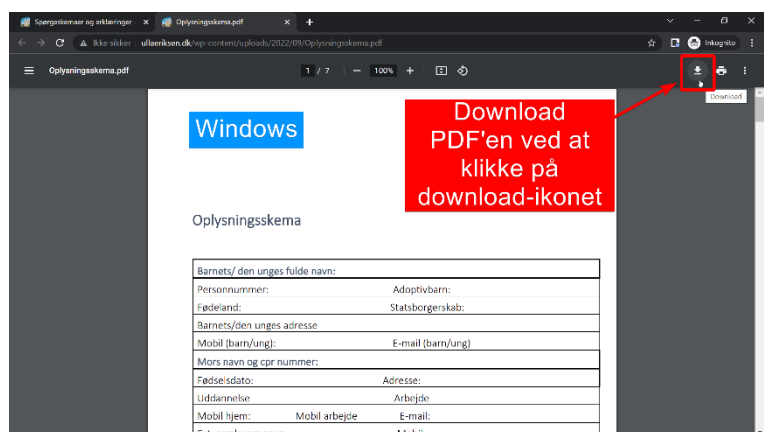 Spørgeskemaer og erklæringer
Oplysningsskema.pdf
Ikke sikker
ullaeriksen.dk/wp-content/uploads/2022/09/Oplysningsskema.pdf
Inkognito
Oplysningsskema.pdf
1 / 7
100%
Download
Windows
Download
PDF'en ved at
klikke på
download-ikonet
Oplysningsskema
Barnets/ den unges fulde navn:
Personnummer: Adoptivbarn:
Fødeland: Statsborgerskab:
Barnets/den unges adresse
Mobil (barn/ung): E-mail (barn/ung)
Mors navn og cpr nummer:
Fødselsdato: Adresse:
Uddannelse Arbejde
Mobil hjem: Mobil arbejde E-mail: